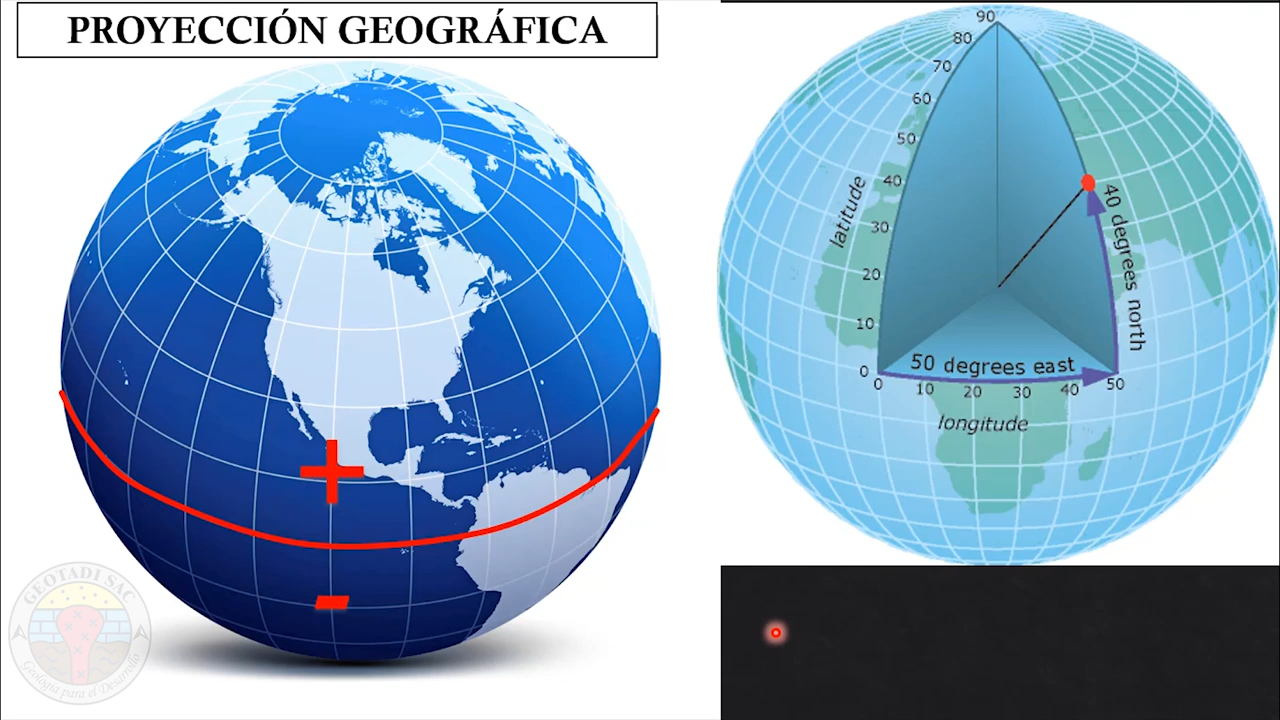 PROYECCIÓN GEOGRÁFICA
90
80
70
60
50
40
30
20
10
0
latitude
40 degrees north
50 degrees east
0 10 20 30 40 50
longitude
+
-
GEOTADI SAC
Geología para el Desarrollo